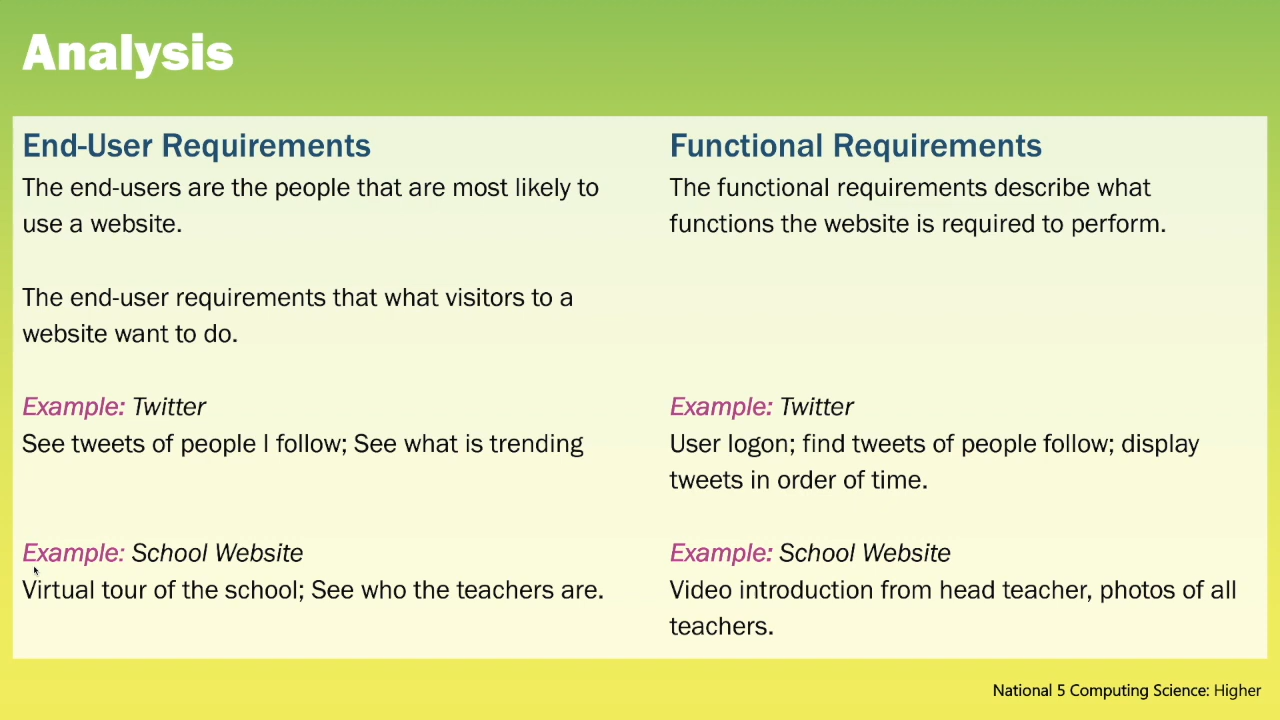 Analysis
End-User Requirements
The end-users are the people that are most likely to
use a website.
The end-user requirements that what visitors to a
website want to do.
Example: Twitter
See tweets of people I follow; See what is trending
Example: School Website
Virtual tour of the school; See who the teachers are.
Functional Requirements
The functional requirements describe what
functions the website is required to perform.
Example: Twitter
User logon; find tweets of people follow; display
tweets in order of time.
Example: School Website
Video introduction from head teacher, photos of all
teachers.
National 5 Computing Science: Higher